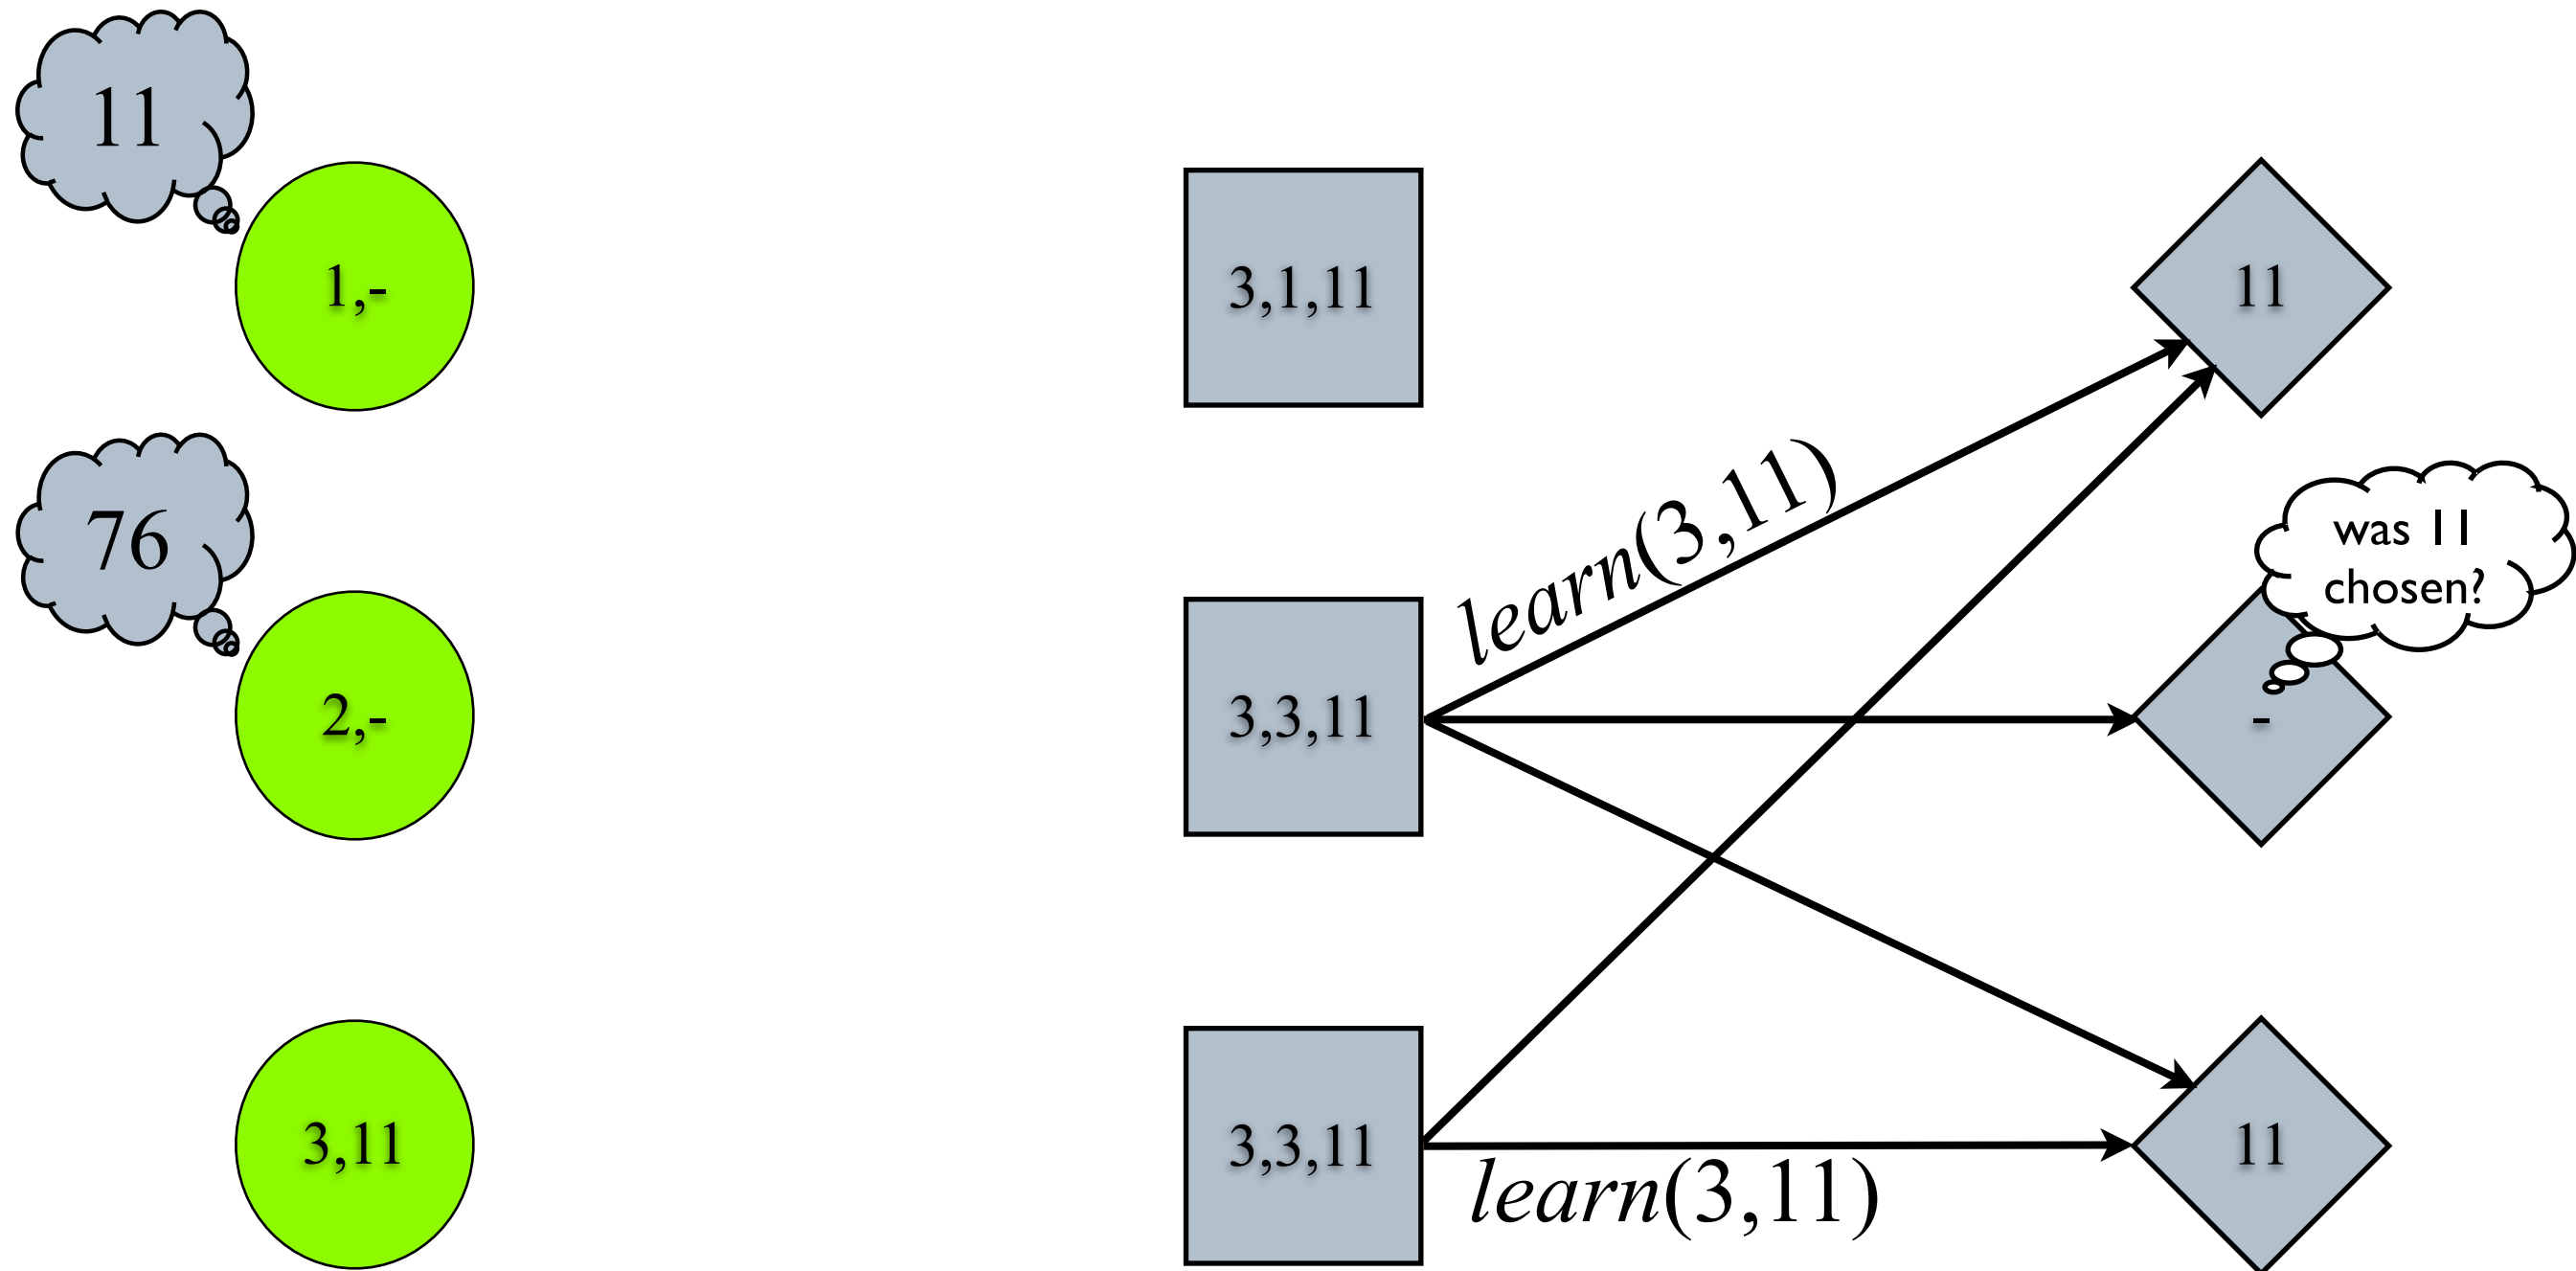 11
1,-
3,1,11
11
76
2,-
3,3,11
learn(3,11)
was 11
chosen?
-
3,11
3,3,11
learn(3,11)
11